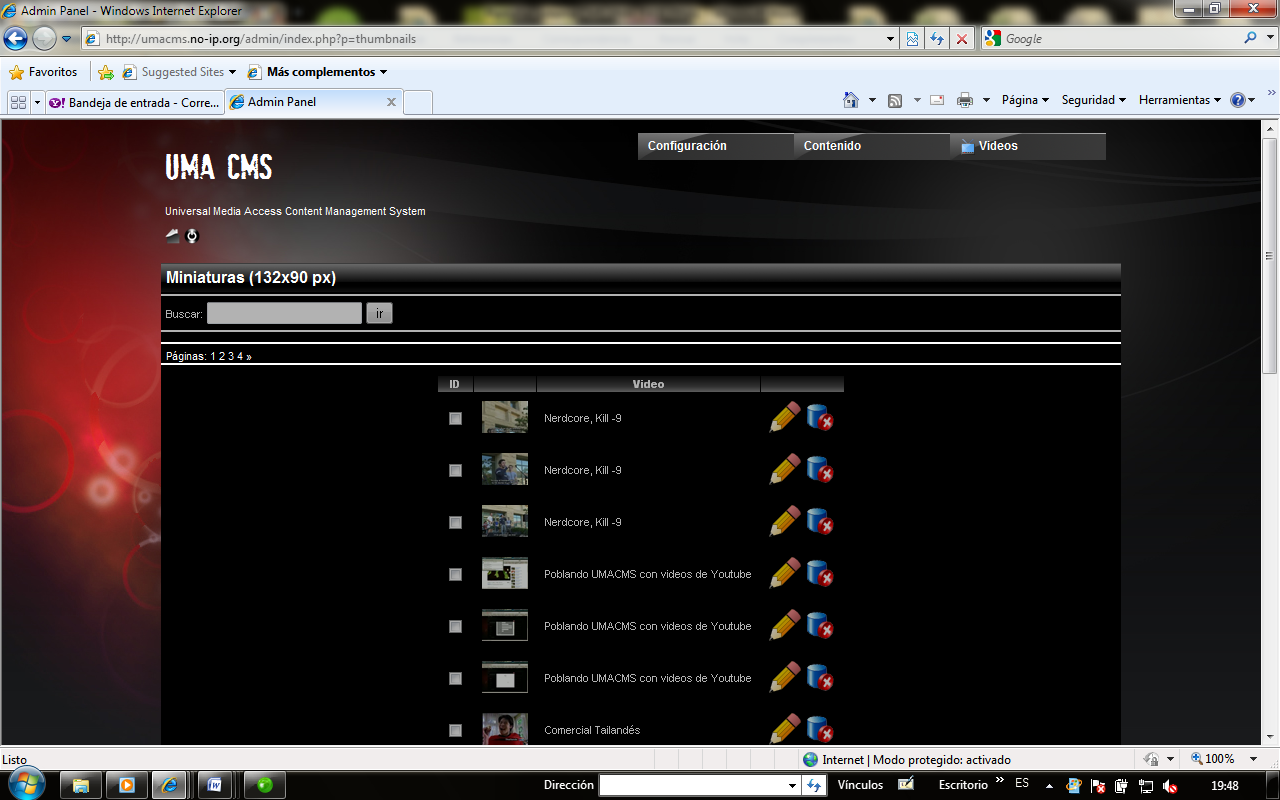 Admin Panel - Windows Internet Explorer
http://umacms.no-ip.org/admin/index.php?p=thumbnails
Google
Favoritos
Suggested Sites
Más complementos
Bandeja de entrada - Corre...
Admin Panel
Página
Seguridad
Herramientas
Configuración
Contenido
Videos
UMA CMS
Universal Media Access Content Management System
Miniaturas (132x90 px)
Buscar:
ir
Páginas: 1 2 3 4 »
ID
Video
Nerdcore, Kill -9
Nerdcore, Kill -9
Nerdcore, Kill -9
Poblando UMACMS con videos de Youtube
Poblando UMACMS con videos de Youtube
Poblando UMACMS con videos de Youtube
Comercial Tailandés
Listo
Internet | Modo protegido: activado
100%
Dirección
Vínculos
Escritorio
ES
19:48